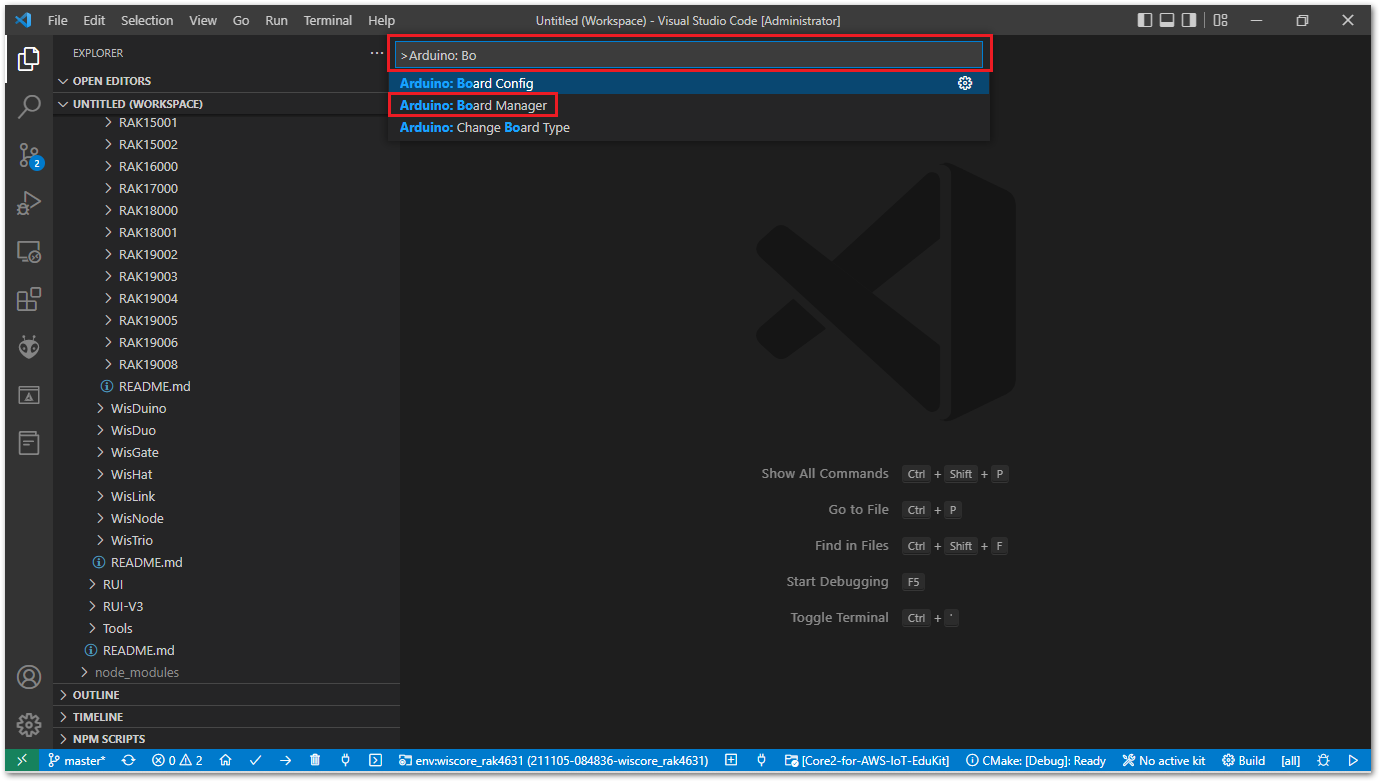 File Edit Selection View Go Run Terminal Help Untitled (Workspace) - Visual Studio Code [Administrator]
EXPLORER
>Arduino: Bo
Arduino: Board Config
Arduino: Board Manager
Arduino: Change Board Type
OPEN EDITORS
UNTITLED (WORKSPACE)
RAK15001
RAK15002
RAK16000
RAK17000
RAK18000
RAK18001
RAK19002
RAK19003
RAK19004
RAK19005
RAK19006
RAK19008
README.md
WisDuino
WisDuo
WisGate
WisHat
WisLink
WisNode
WisTrio
README.md
RUI
RUI-V3
Tools
README.md
node_modules
OUTLINE
TIMELINE
NPM SCRIPTS
2
Show All Commands Ctrl + Shift + P
Go to File Ctrl + P
Find in Files Ctrl + Shift + F
Start Debugging F5
Toggle Terminal Ctrl + `
master* 0 2 env:wiscore_rak4631 (211105-084836-wiscore_rak4631) [Core2-for-AWS-IoT-EduKit] CMake: [Debug]: Ready No active kit Build [all]